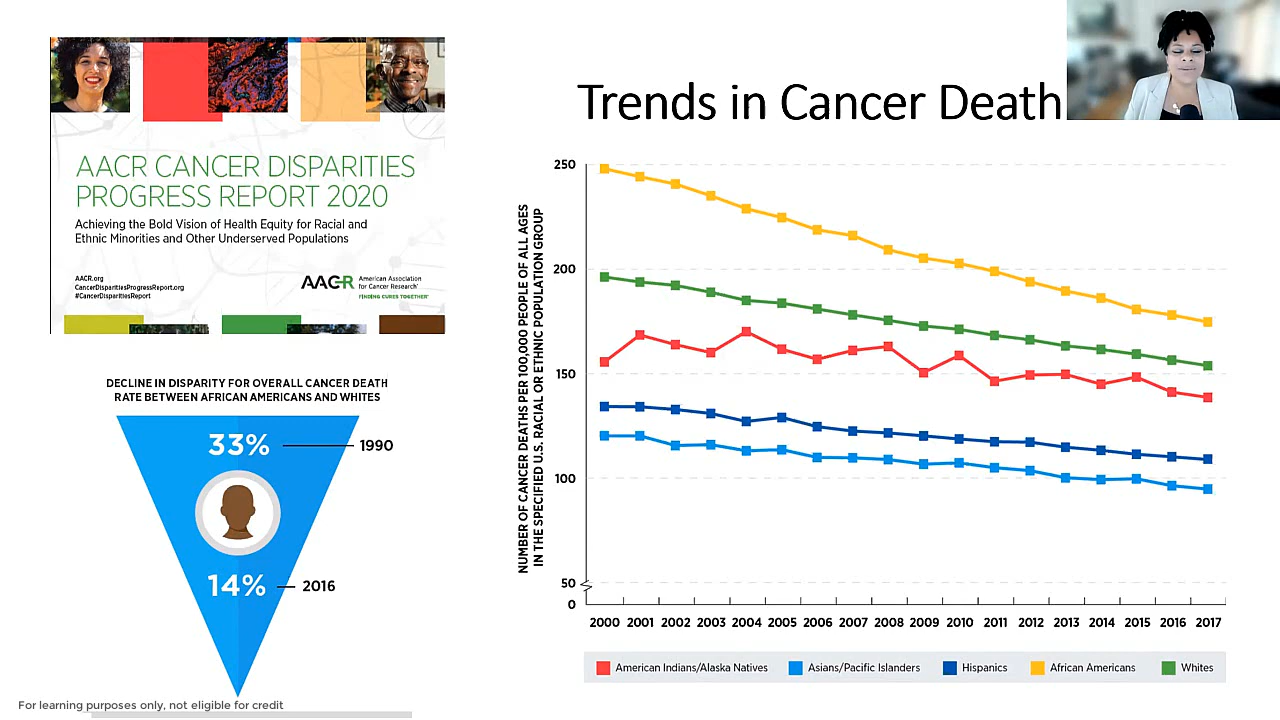 Trends in Cancer Death
AACR CANCER DISPARITIES
PROGRESS REPORT 2020
Achieving the Bold Vision of Health Equity for Racial and
Ethnic Minorities and Other Underserved Populations
AACR.org
CancerDisparitiesProgressReport.org
#CancerDisparitiesReport
AACR
American Association
for Cancer Research
FINDING CURES TOGETHER
DECLINE IN DISPARITY FOR OVERALL CANCER DEATH
RATE BETWEEN AFRICAN AMERICANS AND WHITES
33% 1990
14% 2016
For learning purposes only, not eligible for credit
NUMBER OF CANCER DEATHS PER 100,000 PEOPLE OF ALL AGES
IN THE SPECIFIED U.S. RACIAL OR ETHNIC POPULATION GROUP
250
200
150
100
50
0
2000 2001 2002 2003 2004 2005 2006 2007 2008 2009 2010 2011 2012 2013 2014 2015 2016 2017
American Indians/Alaska Natives Asians/Pacific Islanders Hispanics African Americans Whites